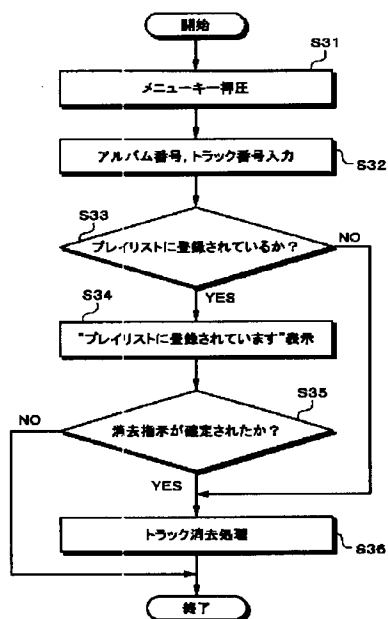 開始
S31
メニューキー押圧
アルバム番号,トラック番号入力
S32
S33
プレイリストに登録されているか?
NO
YES
S34
"プレイリストに登録されています"表示
S35
NO
消去指示が確定されたか?
YES
トラック消去処理
S36
終了